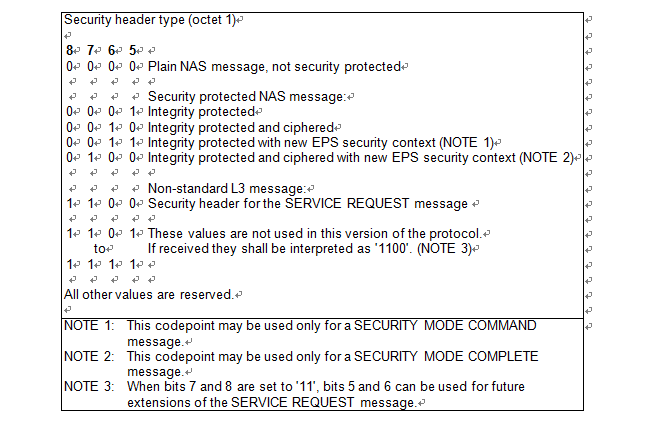 Security header type (octet 1)
8 7 6 5
0 0 0 0 Plain NAS message, not security protected
Security protected NAS message:
0 0 0 1 Integrity protected
0 0 1 0 Integrity protected and ciphered
0 0 1 1 Integrity protected with new EPS security context (NOTE 1)
0 1 0 0 Integrity protected and ciphered with new EPS security context (NOTE 2)
Non-standard L3 message:
1 1 0 0 Security header for the SERVICE REQUEST message
1 1 0 1 These values are not used in this version of the protocol.
to If received they shall be interpreted as '1100'. (NOTE 3)
1 1 1 1
All other values are reserved.
NOTE 1: This codepoint may be used only for a SECURITY MODE COMMAND
message.
NOTE 2: This codepoint may be used only for a SECURITY MODE COMPLETE
message.
NOTE 3: When bits 7 and 8 are set to '11', bits 5 and 6 can be used for future
extensions of the SERVICE REQUEST message.